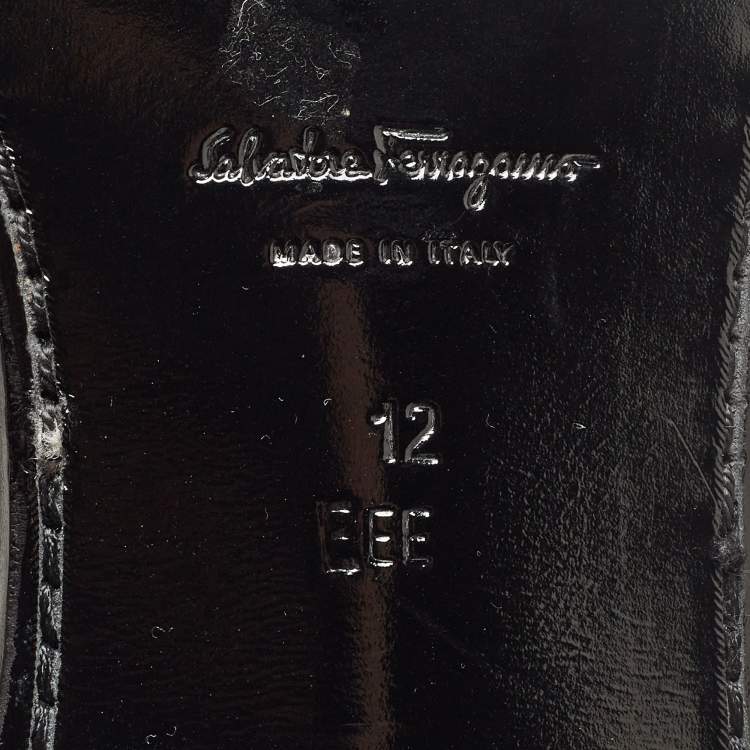 Salvatore Ferragamo
MADE IN ITALY
12
EEE